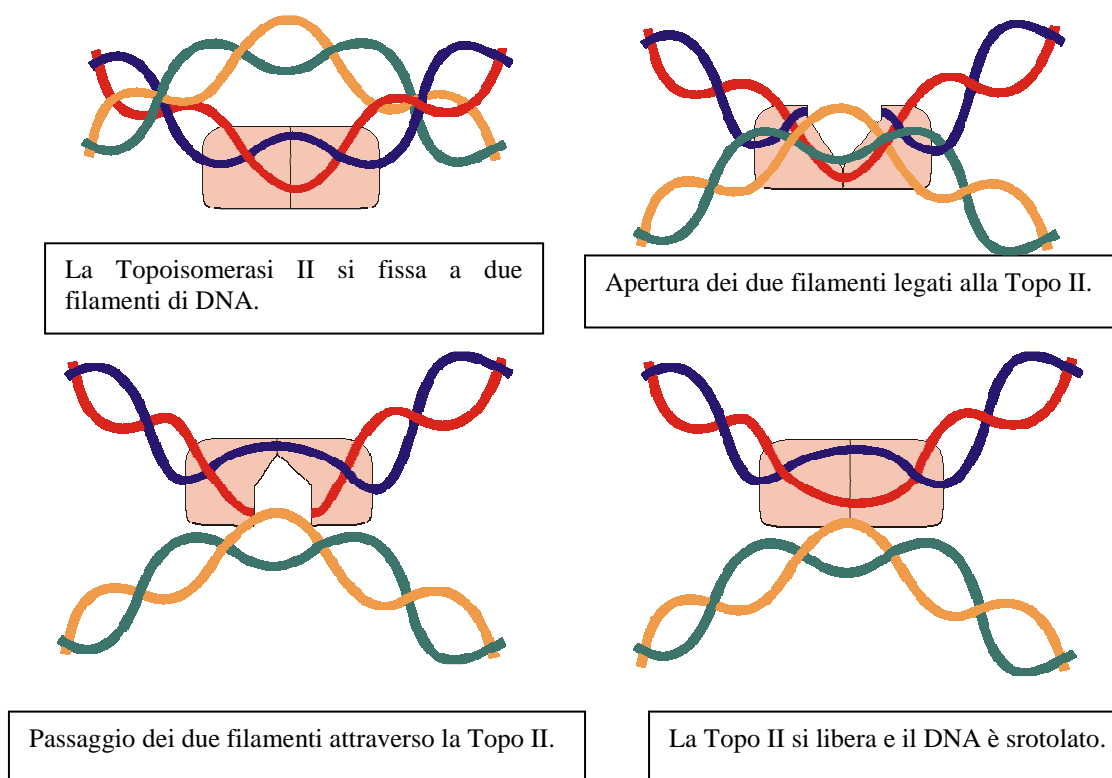 La Topoisomerasi II si fissa a due
filamenti di DNA.
Apertura dei due filamenti legati alla Topo II.
Passaggio dei due filamenti attraverso la Topo II.
La Topo II si libera e il DNA è srotolato.